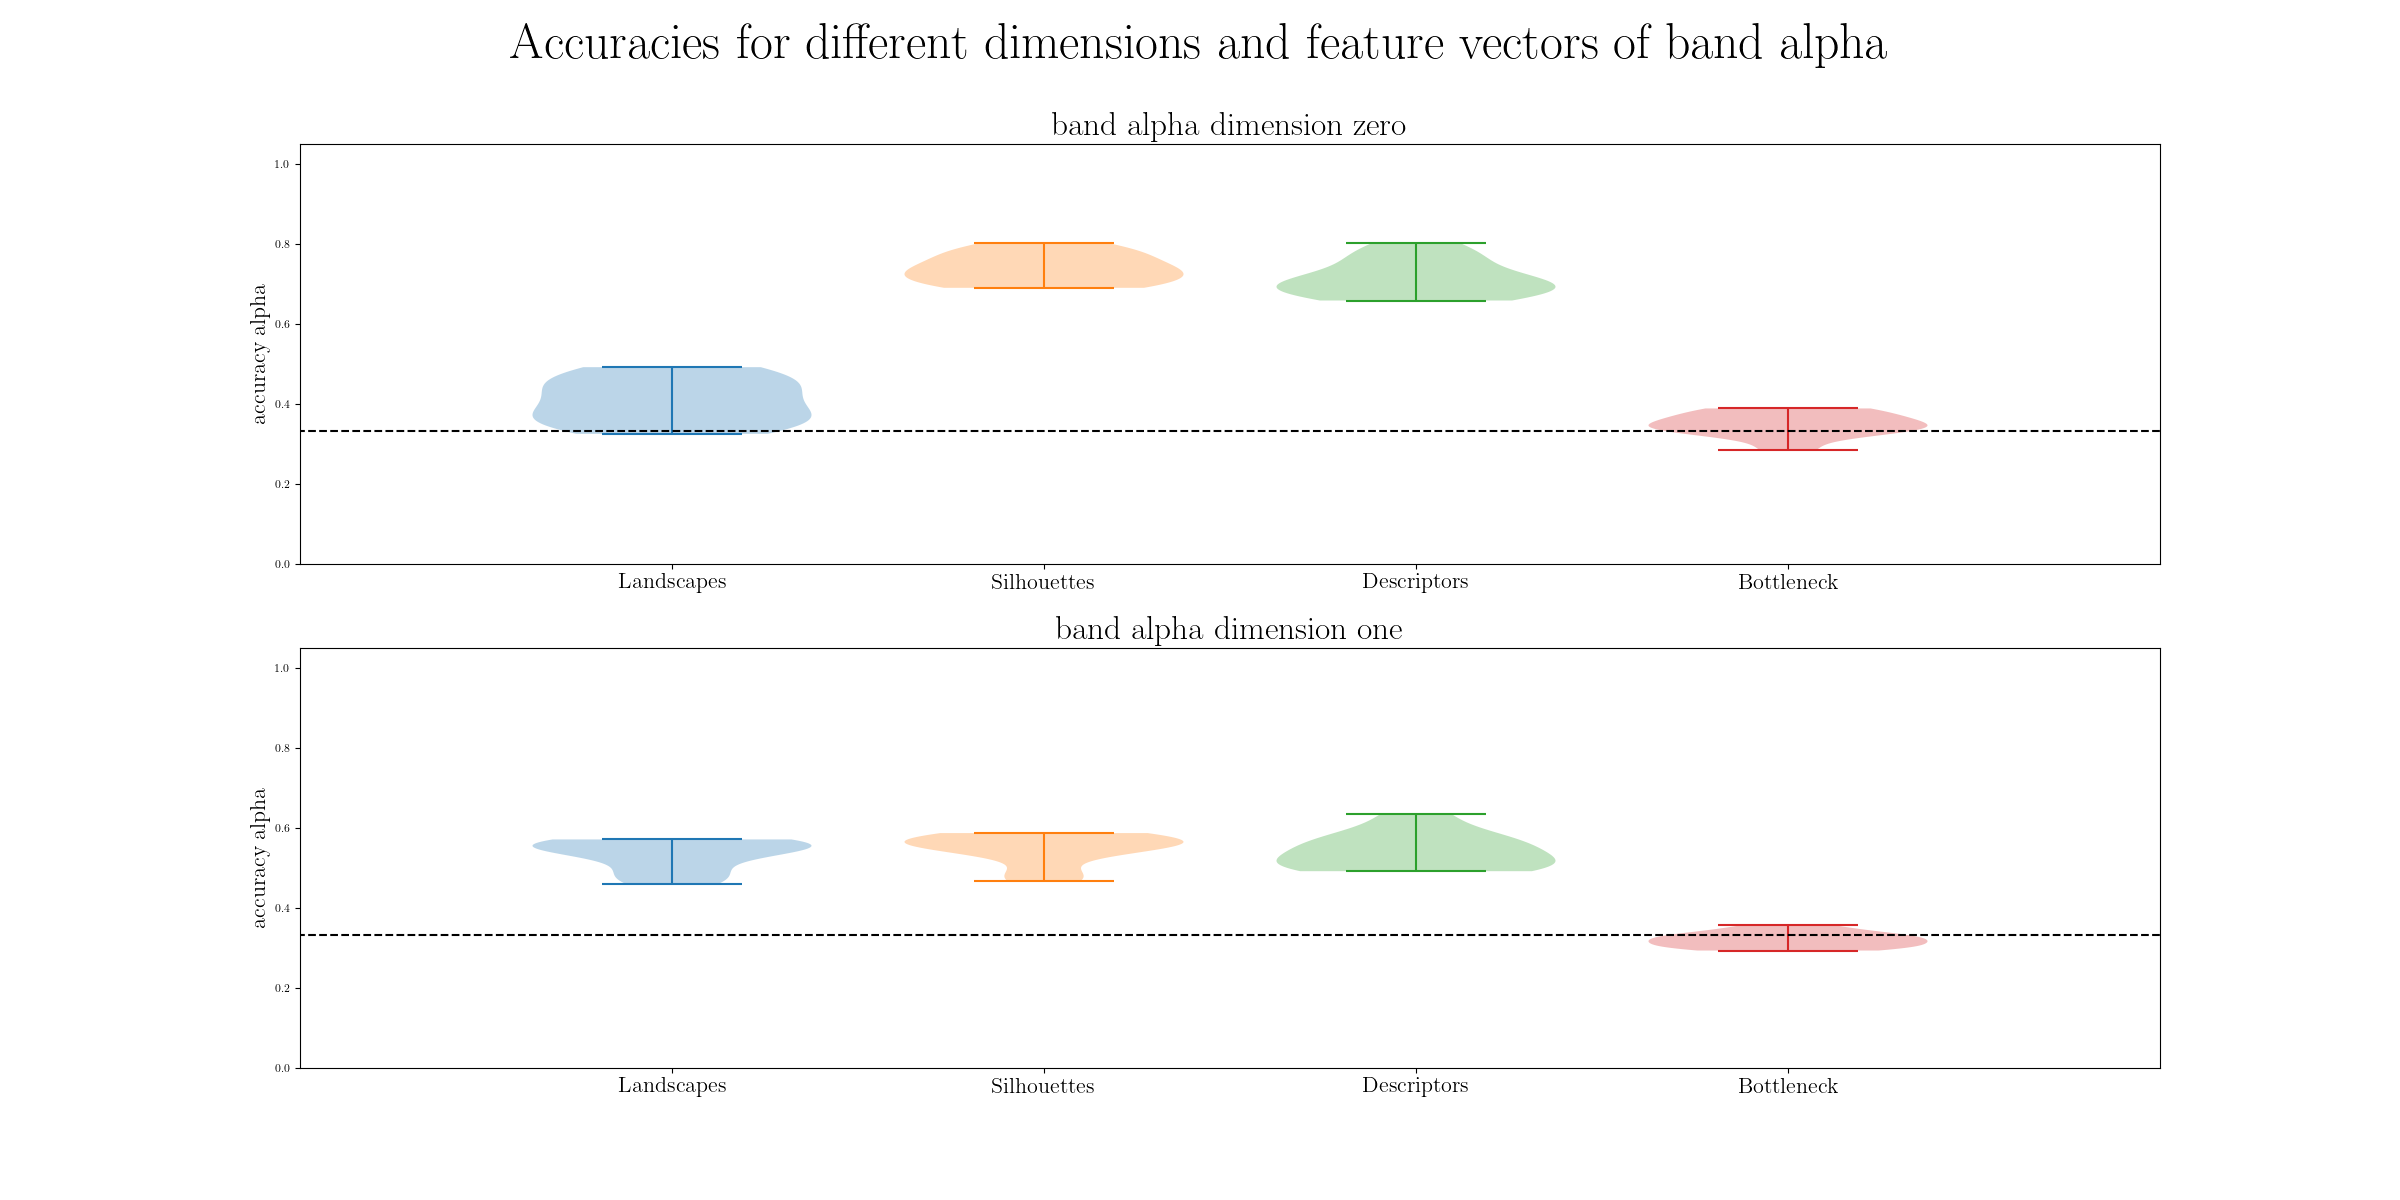 Accuracies for different dimensions and feature vectors of band alpha
band alpha dimension zero
1.0
0.8
0.6
0.4
0.2
0.0
accuracy alpha
Landscapes Silhouettes Descriptors Bottleneck
band alpha dimension one
1.0
0.8
0.6
0.4
0.2
0.0
accuracy alpha
Landscapes Silhouettes Descriptors Bottleneck